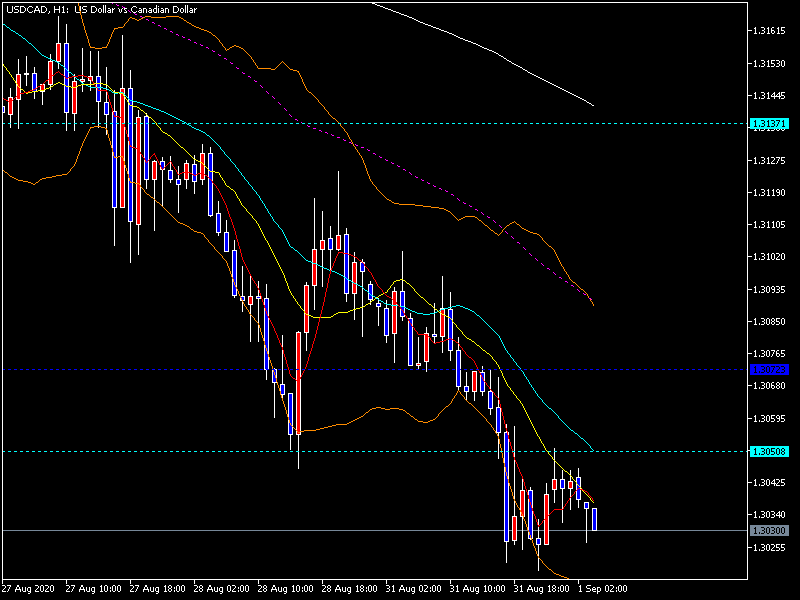 USDCAD, H1: US Dollar vs Canadian Dollar
1.31615
1.31530
1.31445
1.31371
1.31275
1.31190
1.31105
1.31020
1.30935
1.30850
1.30765
1.30680
1.30595
1.30508
1.30425
1.30340
1.30300
1.30255
27 Aug 2020
27 Aug 10:00
27 Aug 18:00
28 Aug 02:00
28 Aug 10:00
28 Aug 18:00
31 Aug 02:00
31 Aug 10:00
31 Aug 18:00
1 Sep 02:00